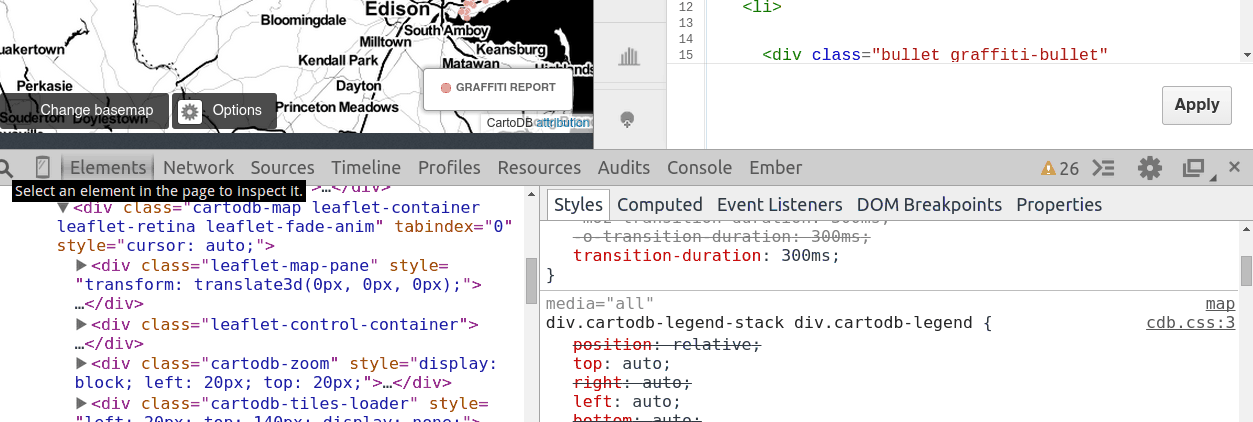 Edison
Bloomingdale
South Amboy
Milltown
Keansburg
uakertown
Kendall Park
Matawan
Highlands
Perkasie
Dayton
GRAFFITI REPORT
Change basemap
Options
Princeton Meadows
Souderton
Doylestown
CartoDB attribution
12 <li>
13
14
15 <div class="bullet graffiti-bullet"
Apply
Elements Network Sources Timeline Profiles Resources Audits Console Ember 26
Select an element in the page to inspect it.
>…</div>
▼<div class="cartodb-map leaflet-container
leaflet-retina leaflet-fade-anim" tabindex="0"
style="cursor: auto;">
▶<div class="leaflet-map-pane" style=
"transform: translate3d(0px, 0px, 0px);">
…</div>
▶<div class="leaflet-control-container">
…</div>
▶<div class="cartodb-zoom" style="display:
block; left: 20px; top: 20px;">…</div>
▶<div class="cartodb-tiles-loader" style=
"left: 20px; top: 140px; display: none;">
Styles Computed Event Listeners DOM Breakpoints Properties
-moz-transition-duration: 300ms;
-o-transition-duration: 300ms;
transition-duration: 300ms;
}
media="all" map
div.cartodb-legend-stack div.cartodb-legend { cdb.css:3
position: relative;
top: auto;
right: auto;
left: auto;
bottom: auto;